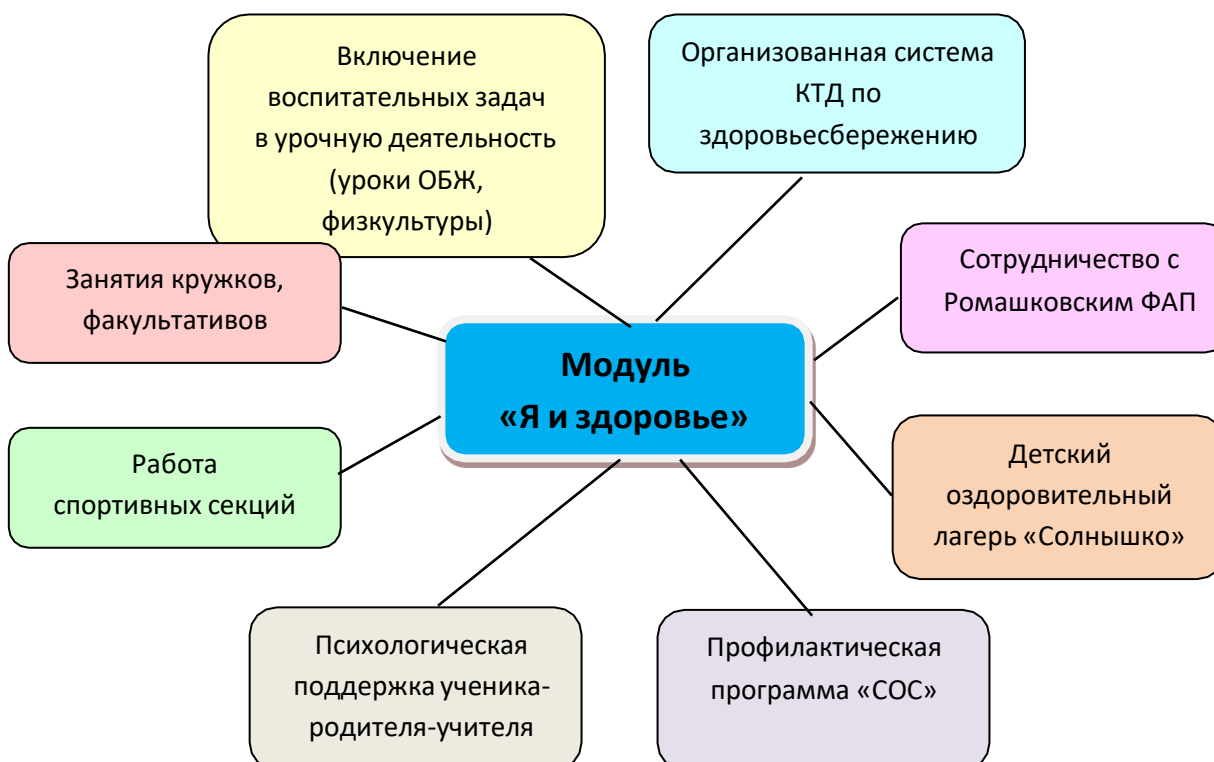 Включение
воспитательных задач
в урочную деятельность
(уроки ОБЖ,
физкультуры)
Организованная система
КТД по
здоровьесбережению
Занятия кружков,
факультативов
Сотрудничество с
Ромашковским ФАП
Модуль
«Я и здоровье»
Работа
спортивных секций
Детский
оздоровительный
лагерь «Солнышко»
Психологическая
поддержка ученика-
родителя-учителя
Профилактическая
программа «СОС»